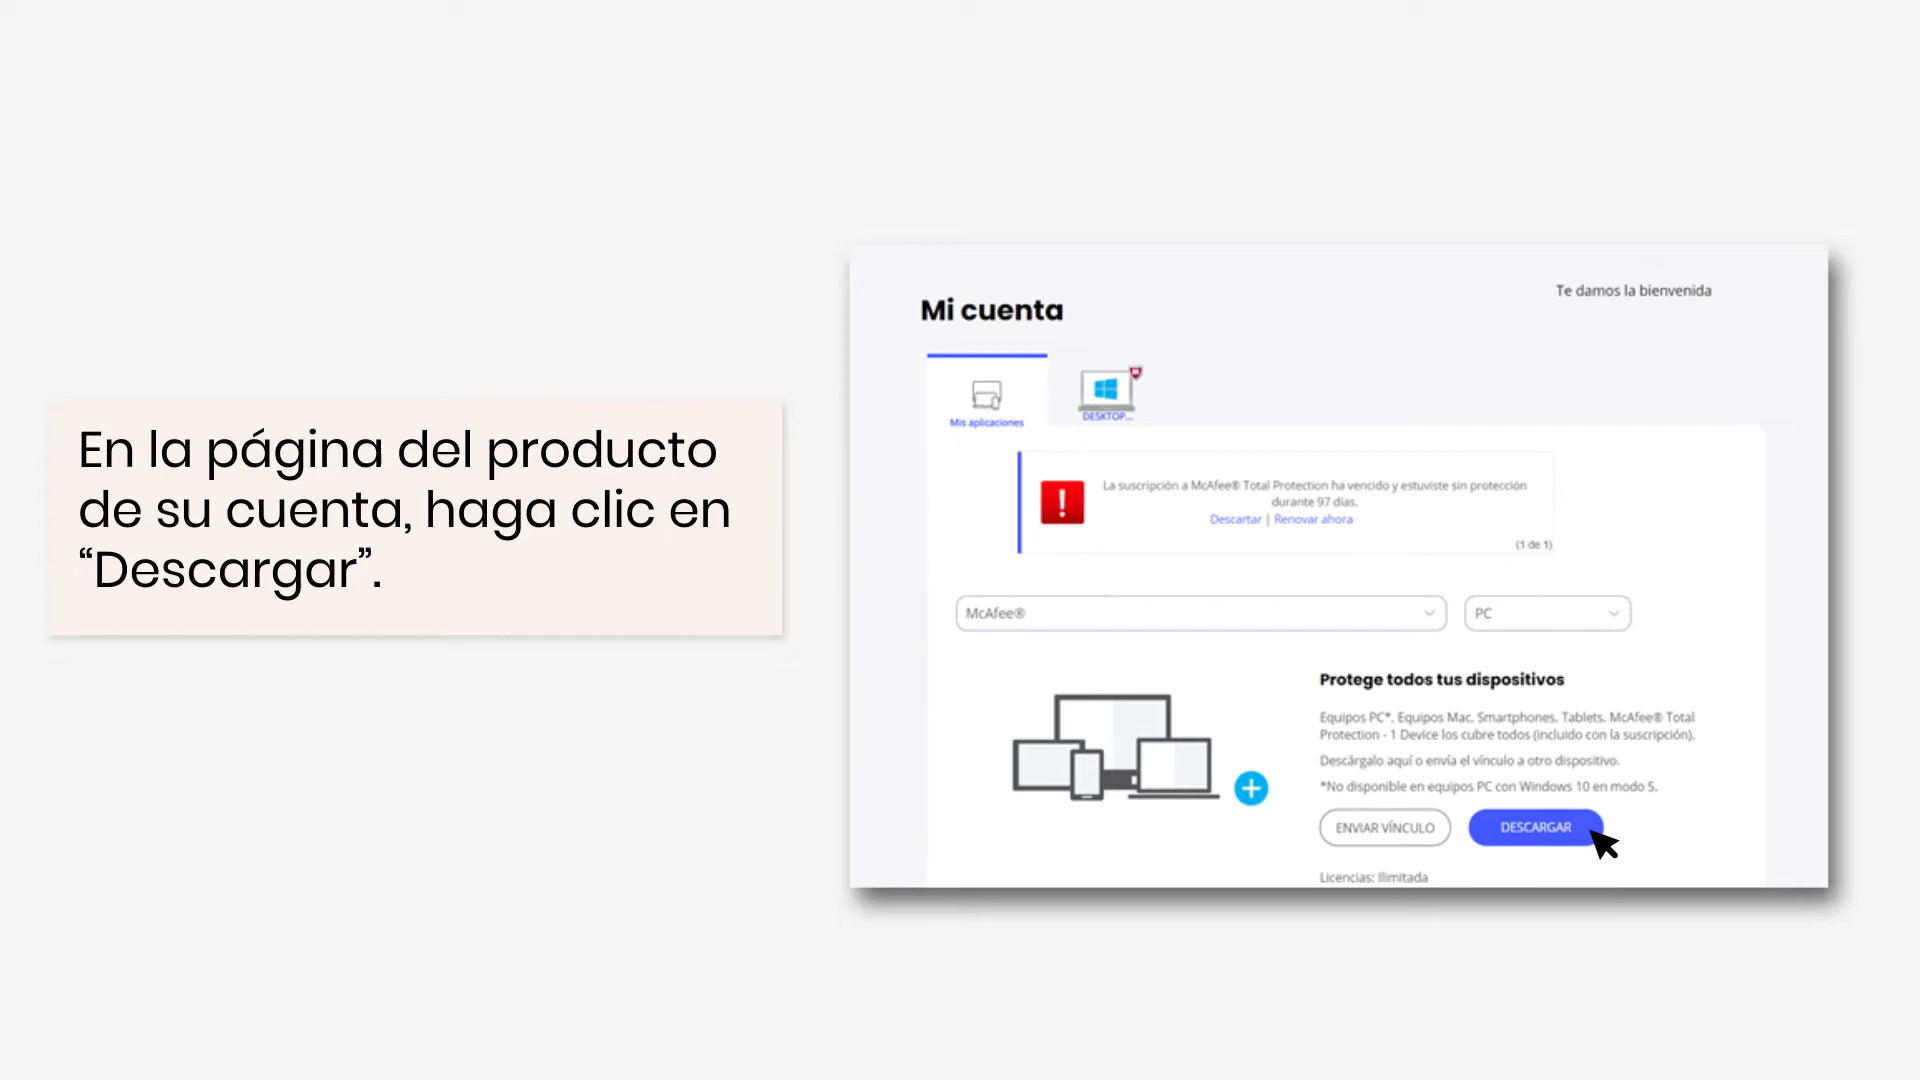 En la página del producto
de su cuenta, haga clic en
“Descargar”.
Te damos la bienvenida
Mi cuenta
Mis aplicaciones
DESKTOP...
La suscripción a McAfee® Total Protection ha vencido y estuviste sin protección
durante 97 días.
Descartar | Renovar ahora
(1 de 1)
McAfee®
PC
Protege todos tus dispositivos
Equipos PC*. Equipos Mac. Smartphones. Tablets. McAfee® Total
Protection - 1 Device los cubre todos (incluido con la suscripción).
Descárgalo aquí o envía el vínculo a otro dispositivo.
*No disponible en equipos PC con Windows 10 en modo S.
ENVIAR VÍNCULO
DESCARGAR
Licencias: Ilimitada